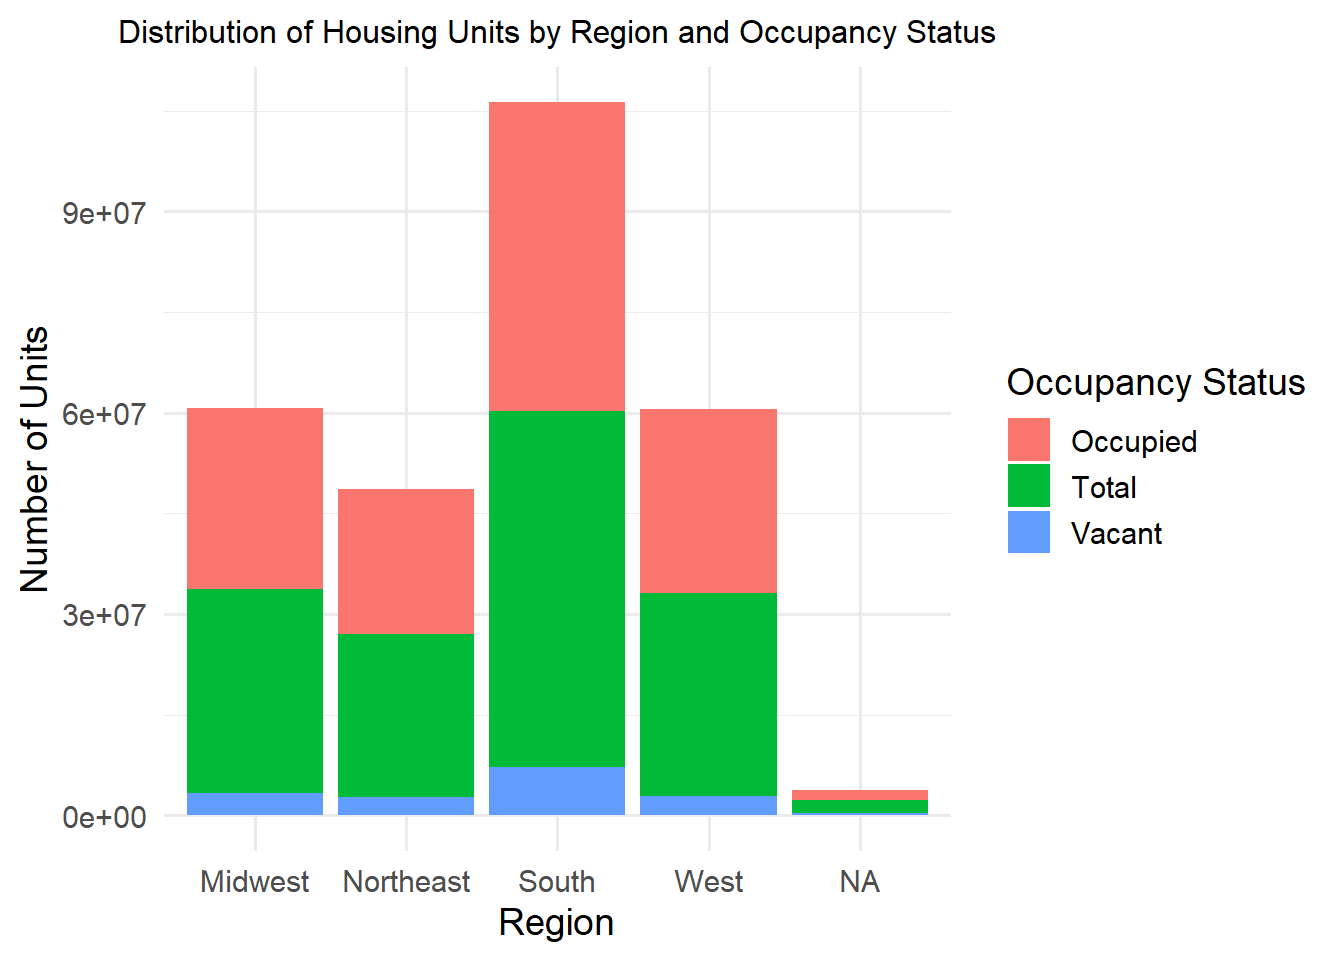 Distribution of Housing Units by Region and Occupancy Status
Number of Units
9e+07
6e+07
3e+07
0e+00
Midwest
Northeast
South
West
NA
Region
Occupancy Status
Occupied
Total
Vacant